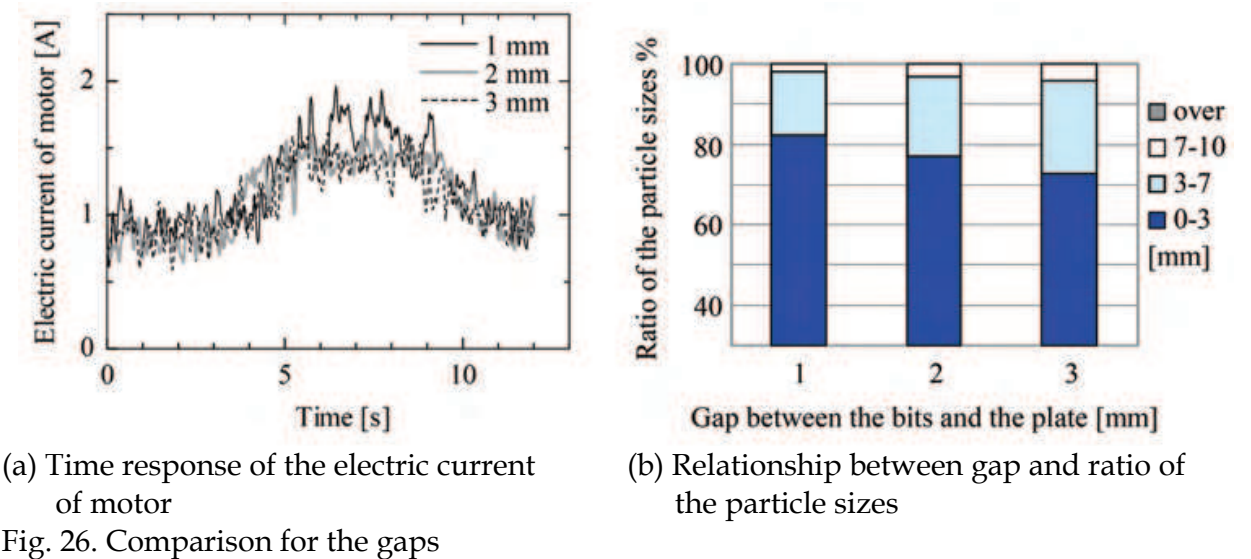 Electric current of motor [A]
2
1
0
1 mm
2 mm
3 mm
0 5 10
Time [s]
(a) Time response of the electric current
of motor
Ratio of the particle sizes %
100
80
60
40
over
7-10
3-7
0-3
[mm]
1 2 3
Gap between the bits and the plate [mm]
(b) Relationship between gap and ratio of
the particle sizes
Fig. 26. Comparison for the gaps